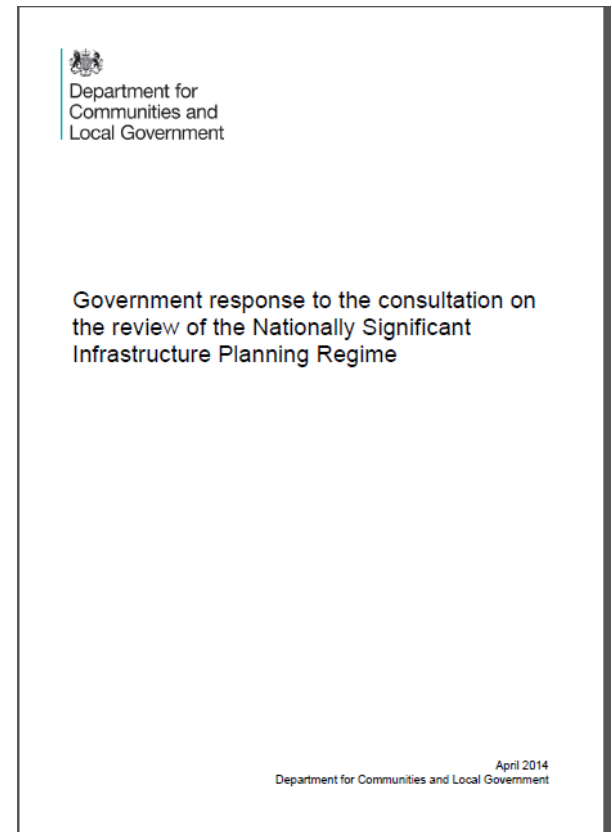 Department for
Communities and
Local Government
Government response to the consultation on
the review of the Nationally Significant
Infrastructure Planning Regime
April 2014
Department for Communities and Local Government